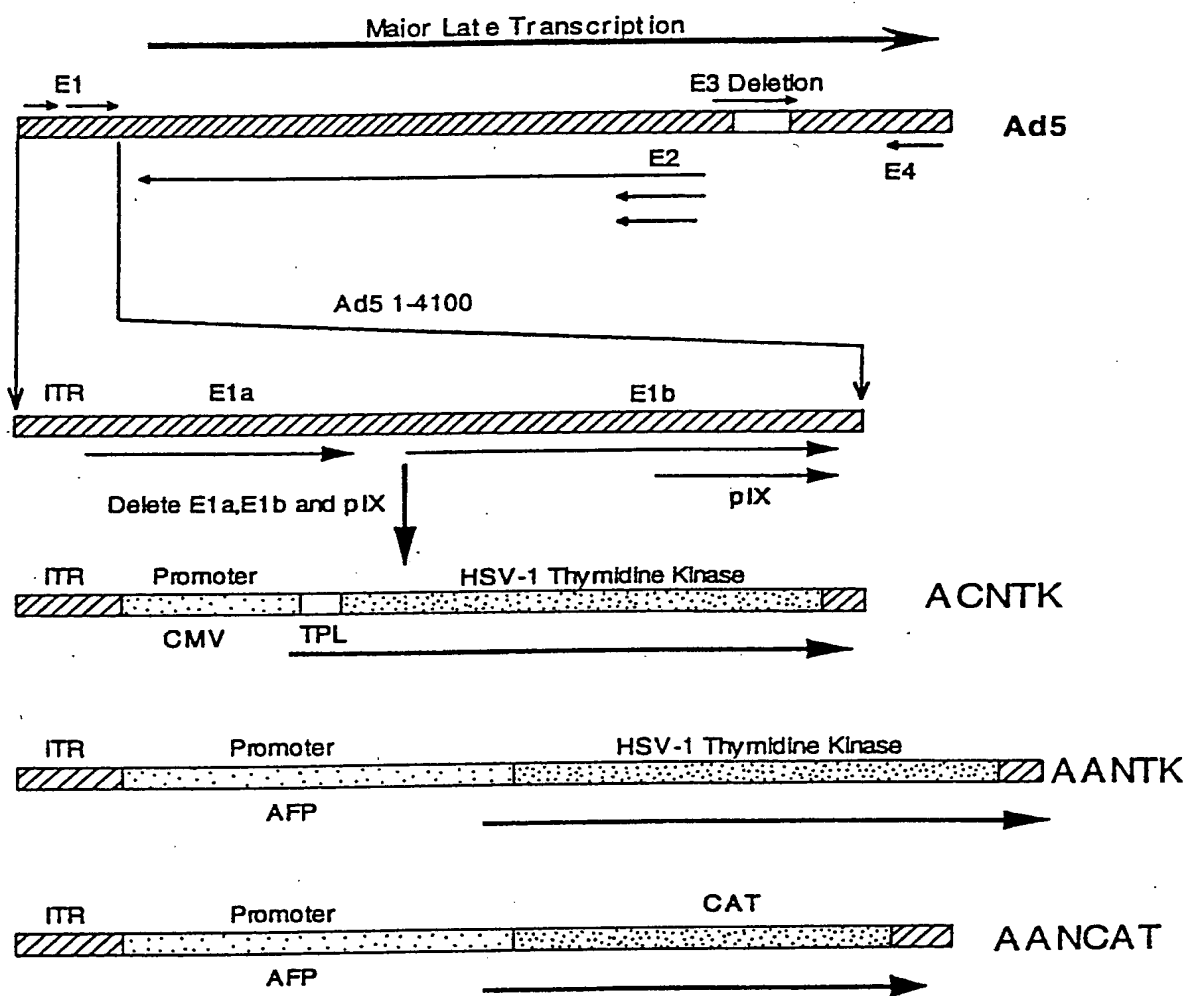 Maior Late Transcription
E1
E3 Deletion
Ad5
E2
E4
Ad5 1-4100
ITR E1a E1b
Delete E1a,E1b and pIX
pIX
ITR Promoter HSV-1 Thymidine Kinase
ACNTK
CMV TPL
ITR Promoter HSV-1 Thymidine Kinase
AANTK
AFP
ITR Promoter CAT
AANCAT
AFP